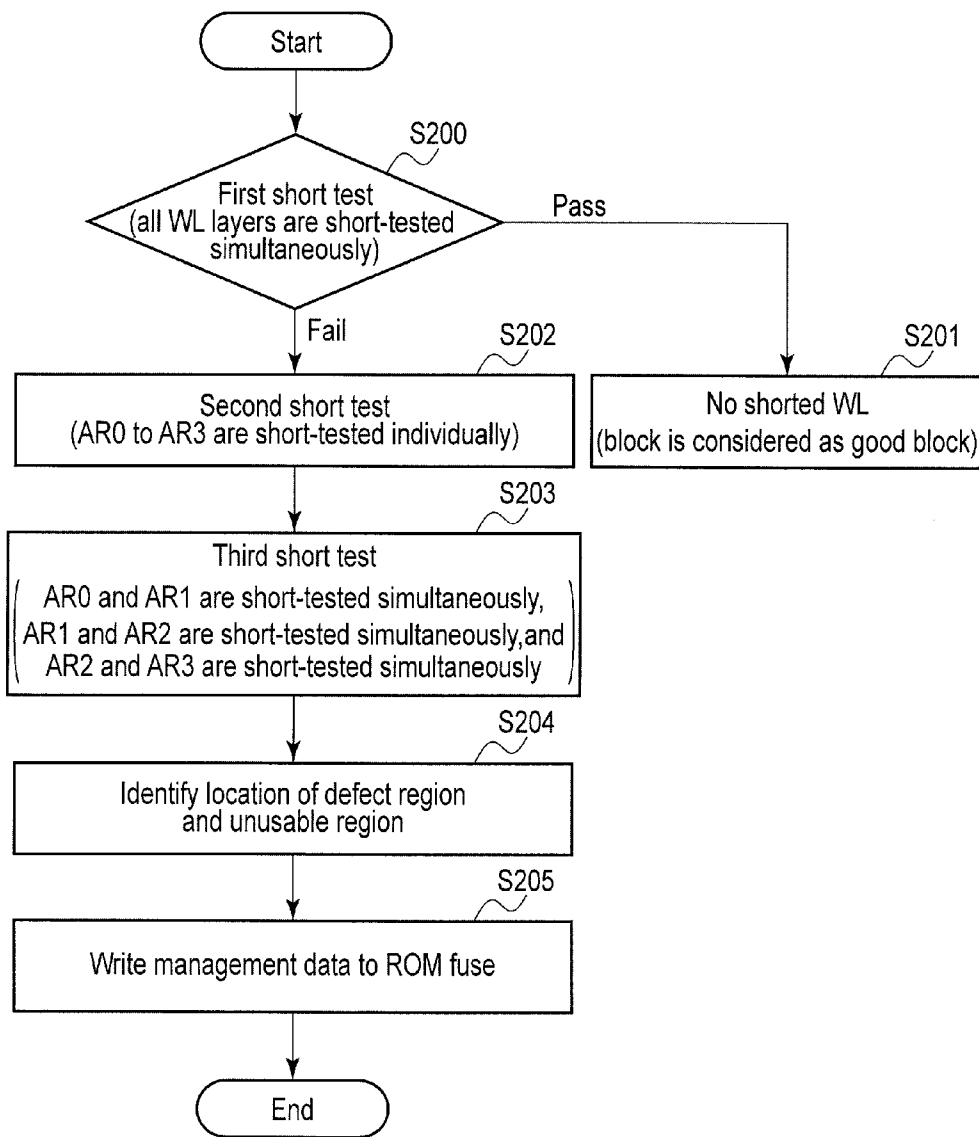 Start
S200
First short test
(all WL layers are short-tested
simultaneously)
Pass
Fail
S202
S201
Second short test
(AR0 to AR3 are short-tested individually)
No shorted WL
(block is considered as good block)
S203
Third short test
AR0 and AR1 are short-tested simultaneously,
AR1 and AR2 are short-tested simultaneously,and
AR2 and AR3 are short-tested simultaneously
S204
Identify location of defect region
and unusable region
S205
Write management data to ROM fuse
End